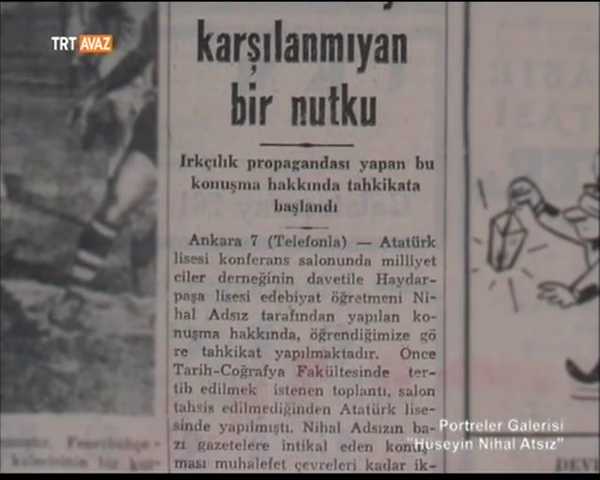 TRT AVAZ
karşılanmıyan
bir nutku
Irkçılık propagandası yapan bu
konuşma hakkında tahkikata
başlandı
Ankara 7 (Telefonla) — Atatürk
lisesi konferans salonunda milliyet
ciler derneğinin davetile Haydar-
paşa lisesi edebiyat öğretmeni Ni-
hal Adsız tarafından yapılan ko-
nuşma hakkında, öğrendiğimize gö
re tahkikat yapılmaktadır. Önce
Tarih-Coğrafya Fakültesinde ter-
tib edilmek istenen toplantı, salon
tahsis edilmediğinden Atatürk lise-
sinde yapılmıştı. Nihal Adsızın ba-
zı gazetelere intikal eden konuş-
ması muhalefet çevreleri kadar ik-
Fenerbahçe -
bir
DEV
Portreler Galerisi
"Hüseyin Nihal Atsız"